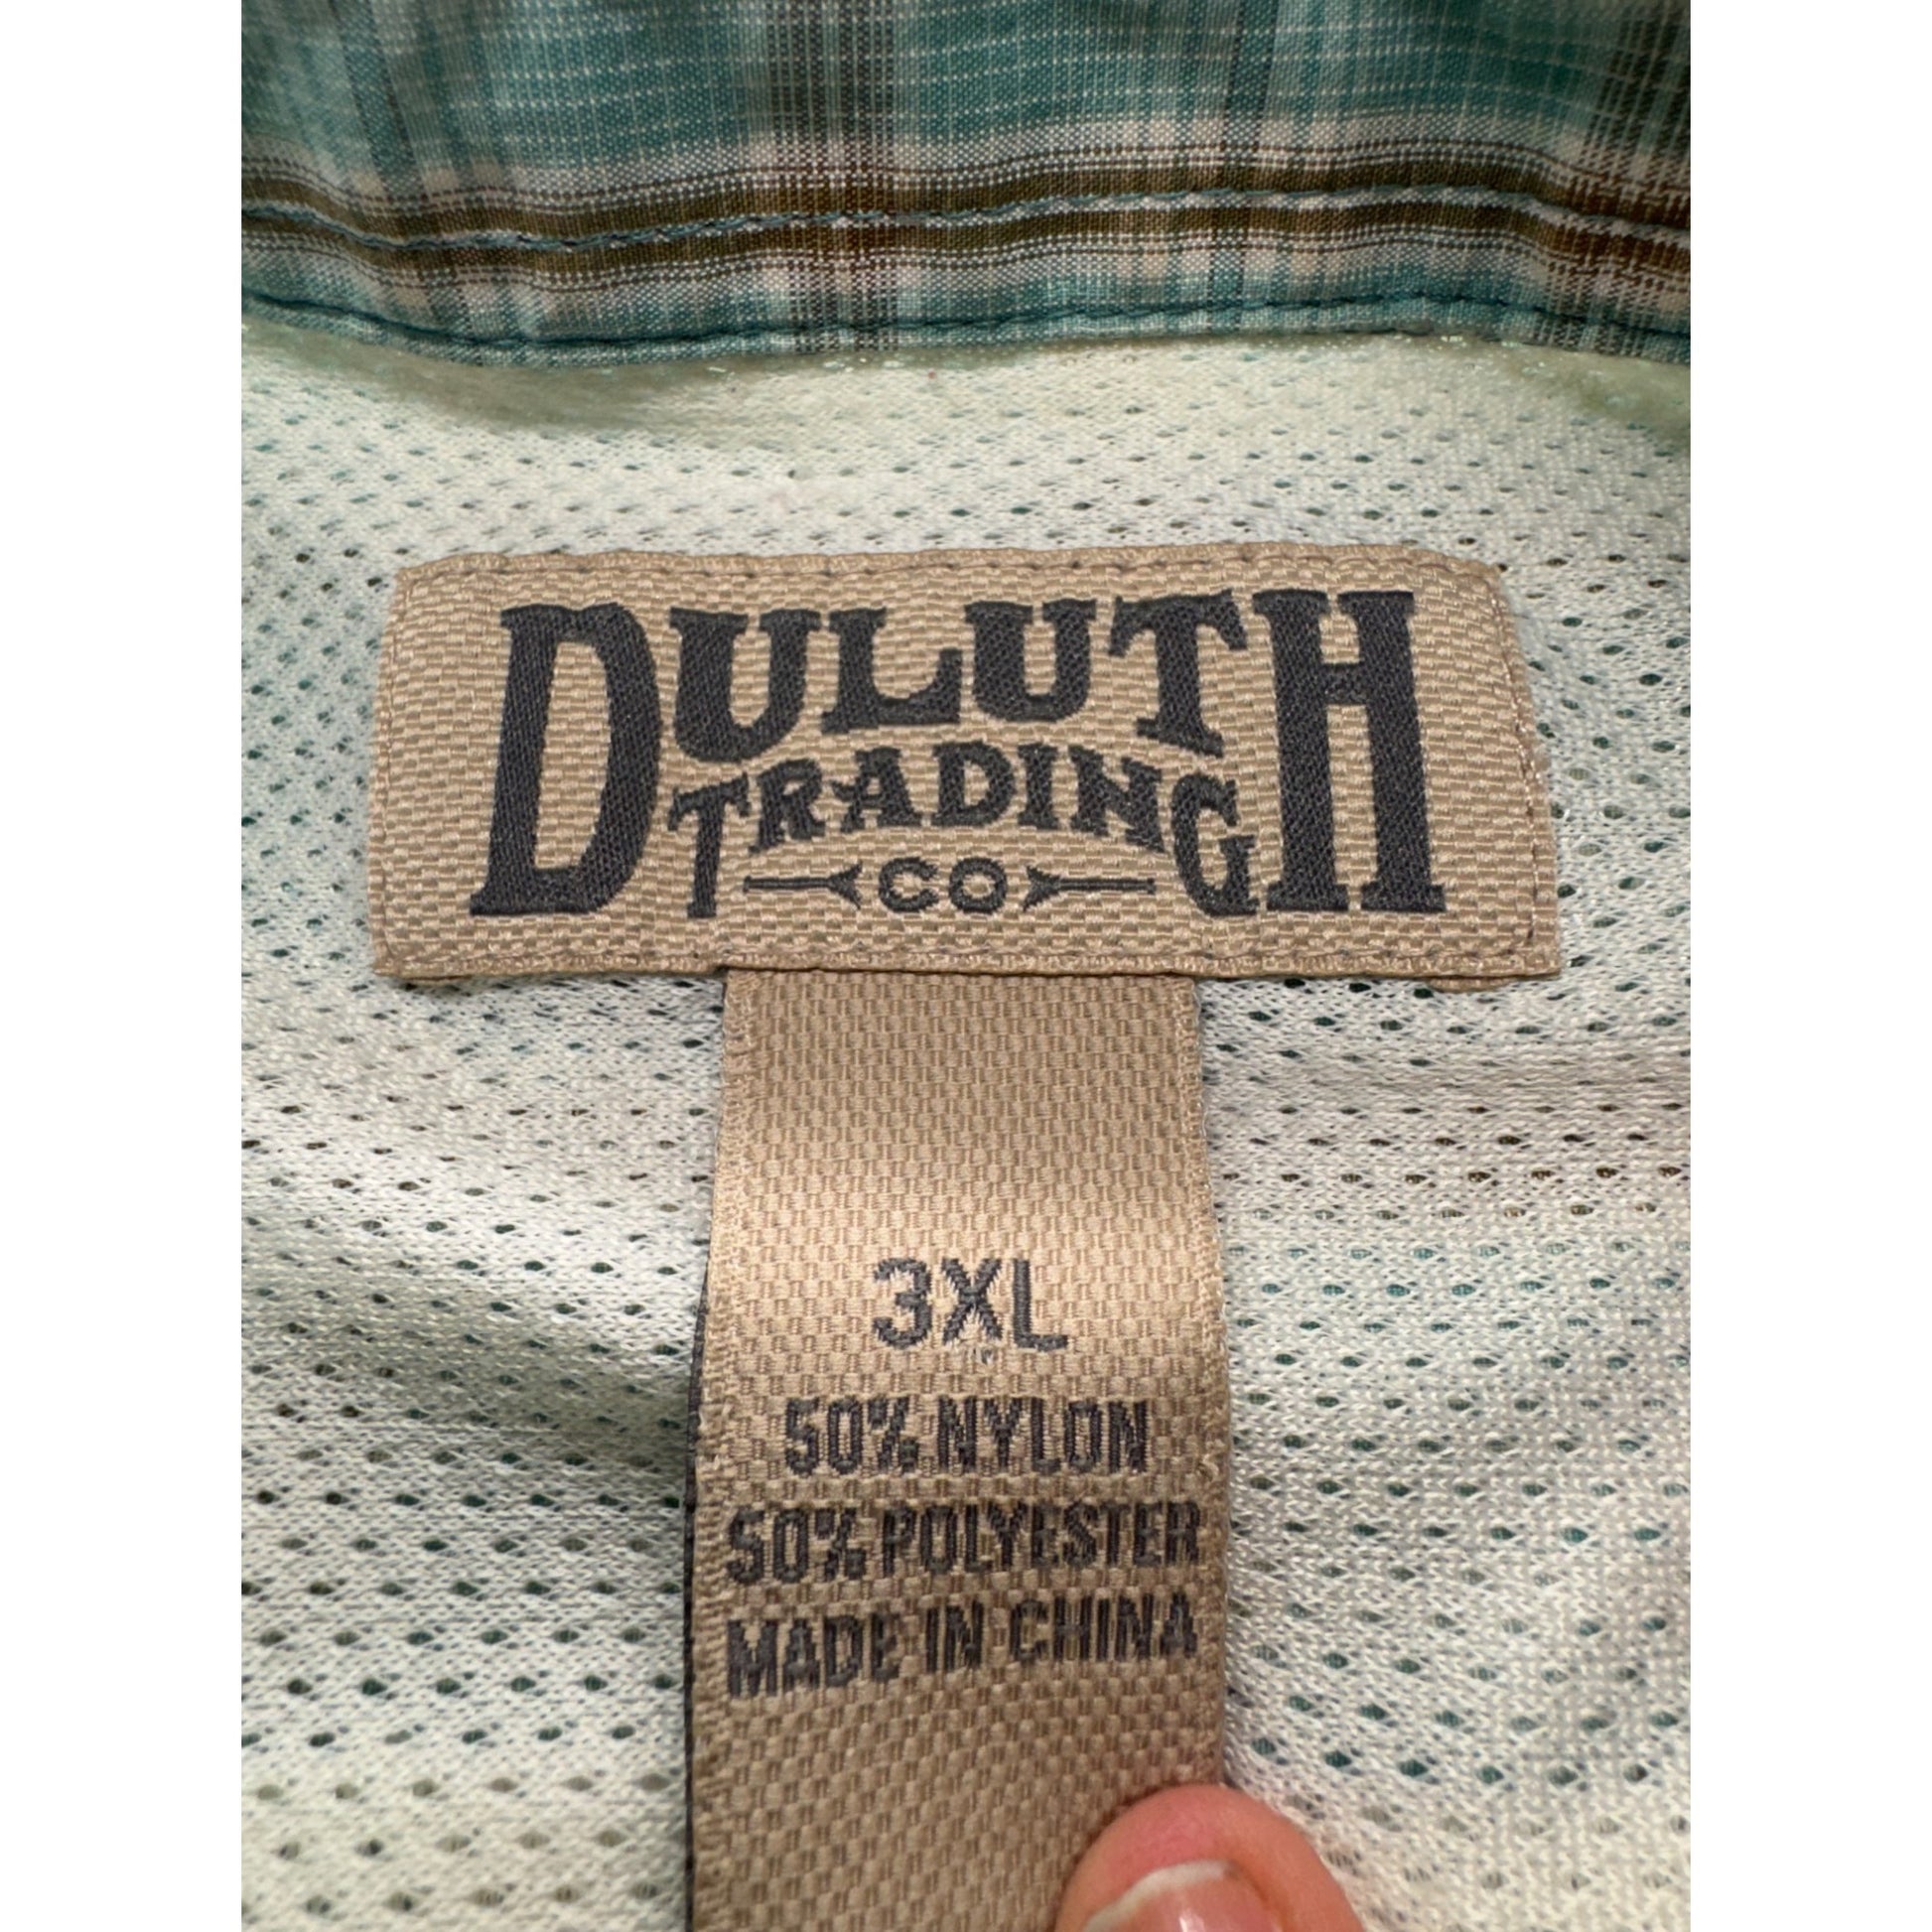 DULUTH
TRADING
CO
3XL
50% NYLON
50% POLYESTER
MADE IN CHINA